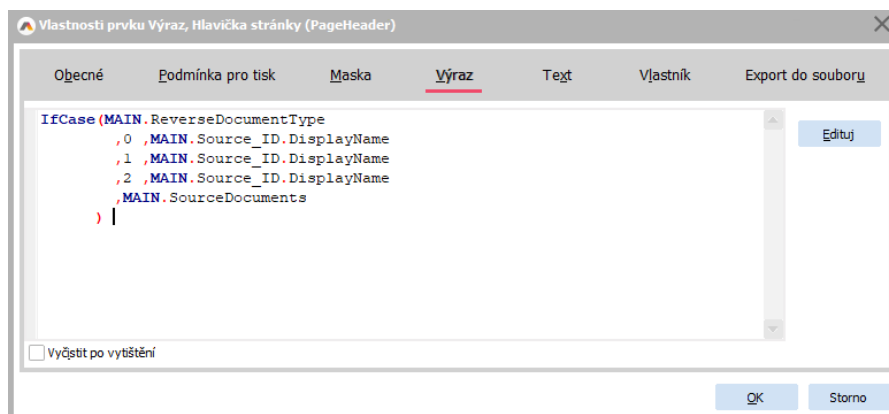 Vlastnosti prvku Výraz, Hlavička stránky (PageHeader)
Obecné Podmínka pro tisk Maska Výraz Text Vlastník Export do souboru
IfCase(MAIN.ReverseDocumentType
,0 ,MAIN.Source_ID.DisplayName
,1 ,MAIN.Source_ID.DisplayName
,2 ,MAIN.Source_ID.DisplayName
,MAIN.SourceDocuments
)
Edituj
Vyčistit po vytištění
OK Storno